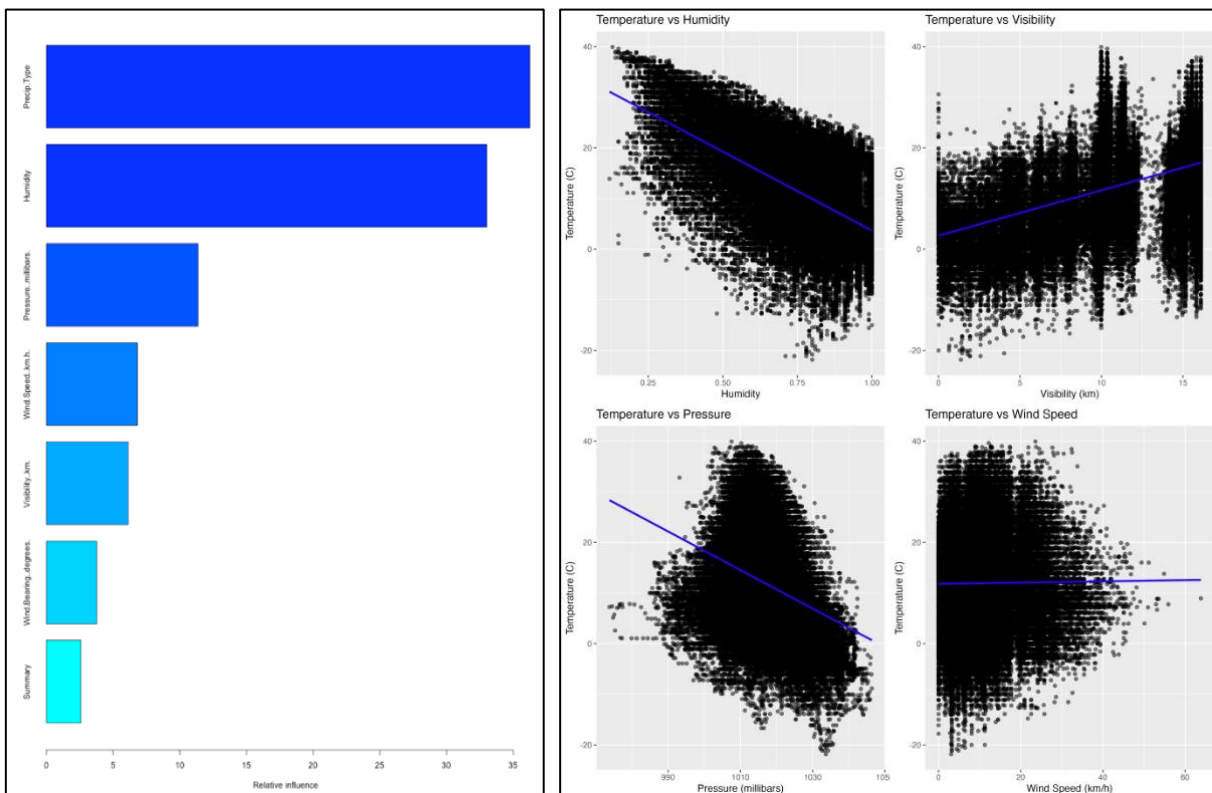 Precip.Type
Humidity
Pressure..millibars.
Wind.Speed..km.h.
Visibility..km.
Wind.Bearing..degrees.
Summary
0 5 10 15 20 25 30 35
Relative influence
Temperature vs Humidity
Temperature (C)
40
20
0
-20
0.25 0.50 0.75 1.00
Humidity
Temperature vs Visibility
Temperature (C)
40
20
0
-20
0 5 10 15
Visibility (km)
Temperature vs Pressure
Temperature (C)
40
20
0
-20
990 1010 1030 105
Pressure (millibars)
Temperature vs Wind Speed
Temperature (C)
40
20
0
-20
0 20 40 60
Wind Speed (km/h)